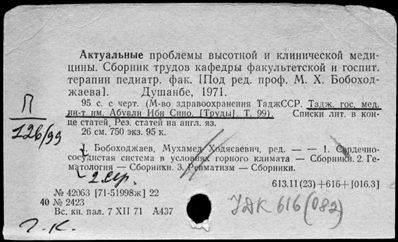 Актуальные проблемы высотной и клинической меди-
цины. Сборник трудов кафедры факультетской и госпит.
терапии педиатр. фак. [Под ред. проф. М. Х. Бобоход-
жаева]. Душанбе, 1971.
95 с. с черт. (М-во здравоохранения ТаджССР. Тадж. гос. мед.
ин-т им. Абуали Ибн Сино. [Труды]. Т. 99). Списки лит. в кон-
це статей. Рез. статей на англ. яз.
26 см. 750 экз. 95 к.
П
126/99
1. Бобоходжаев, Мухамед Ходясавич, ред. — 1. Сердечно-
сосудистая система в условиях горного климата — Сборники. 2. Ге-
матология — Сборники. 3. Ревматизм — Сборники.
613.11(23)+616+[016.3]
№ 42063 [71-51998ж] 22
40 № 2423
Вс. кн. пал. 7 XII 71 А437
УДК 616(082)